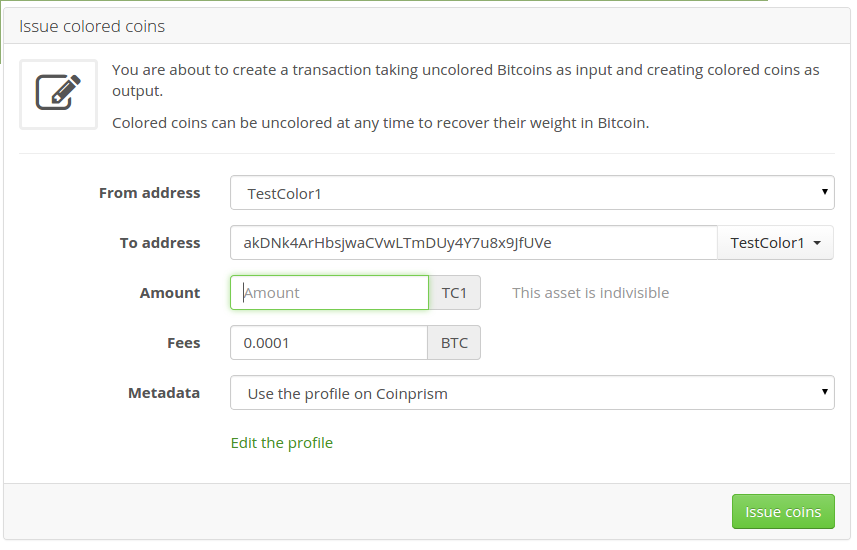 Issue colored coins
You are about to create a transaction taking uncolored Bitcoins as input and creating colored coins as
output.
Colored coins can be uncolored at any time to recover their weight in Bitcoin.
From address TestColor1
To address akDNk4ArHbsjwaCVwLTmDUy4Y7u8x9JfUVe TestColor1
Amount Amount TC1 This asset is indivisible
Fees 0.0001 BTC
Metadata Use the profile on Coinprism
Edit the profile
Issue coins